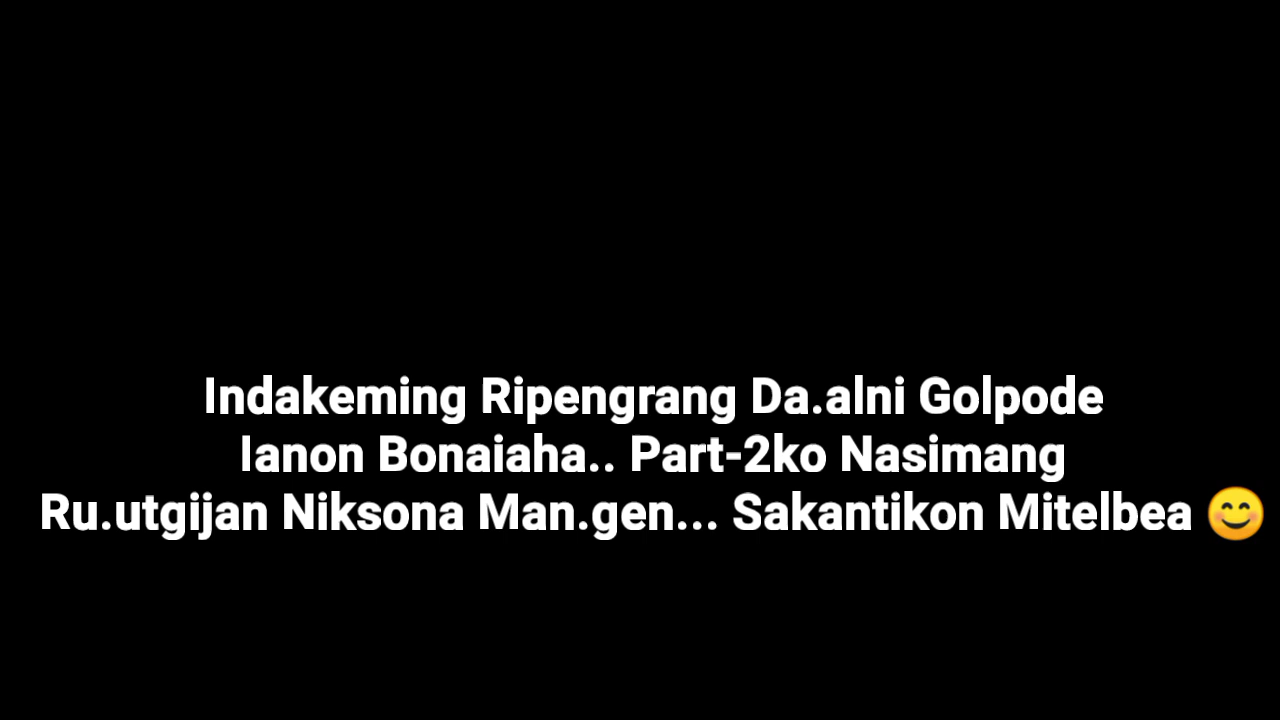 Indakeming Ripengrang Da.alni Golpode
Ianon Bonaiaha.. Part-2ko Nasimang
Ru.utgijan Niksona Man.gen... Sakantikon Mitelbea 😊